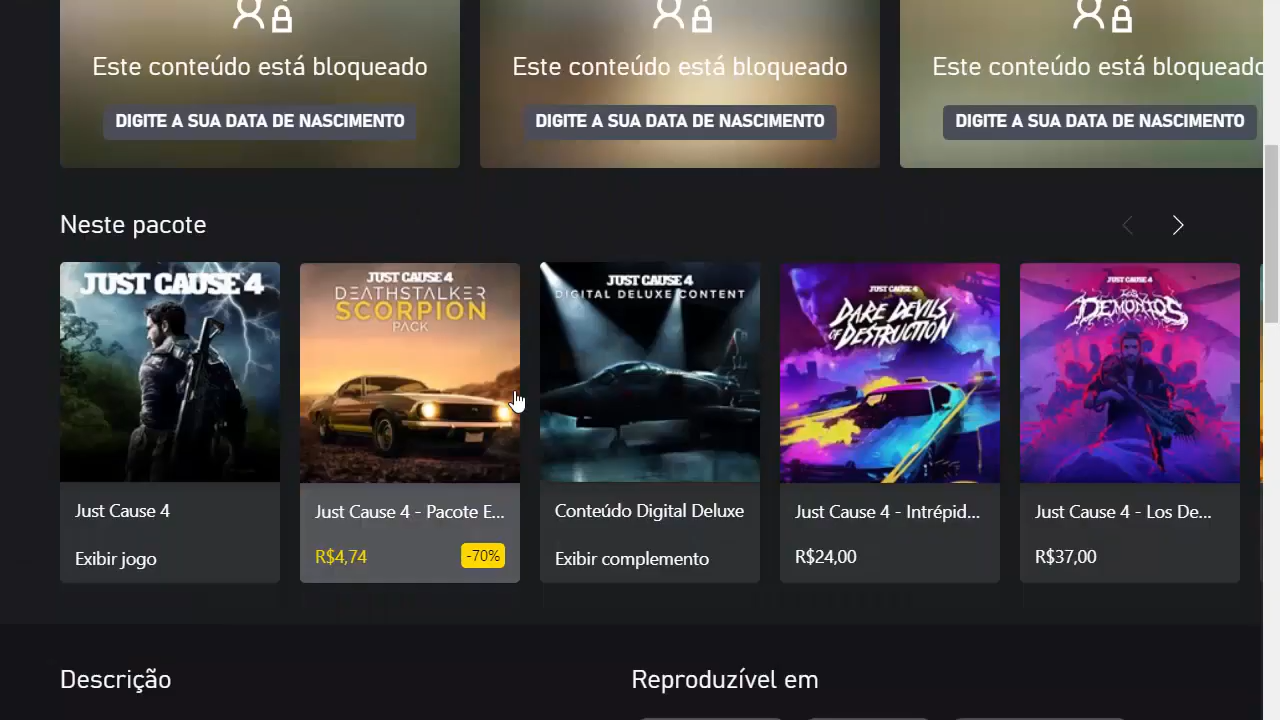 Este conteúdo está bloqueado
DIGITE A SUA DATA DE NASCIMENTO
Este conteúdo está bloqueado
DIGITE A SUA DATA DE NASCIMENTO
Este conteúdo está bloqueado
DIGITE A SUA DATA DE NASCIMENTO
Neste pacote
JUST CAUSE 4
Just Cause 4
Exibir jogo
JUST CAUSE 4
DEATHSTALKER
SCORPION
PACK
Just Cause 4 - Pacote E...
R$4,74
-70%
JUST CAUSE 4
DIGITAL DELUXE CONTENT
Conteúdo Digital Deluxe
Exibir complemento
JUST CAUSE 4
DARE DEVILS
OF DESTRUCTION
Just Cause 4 - Intrépid...
R$24,00
JUST CAUSE 4
LOS
DEMONIOS
Just Cause 4 - Los De...
R$37,00
Descrição
Reproduzível em